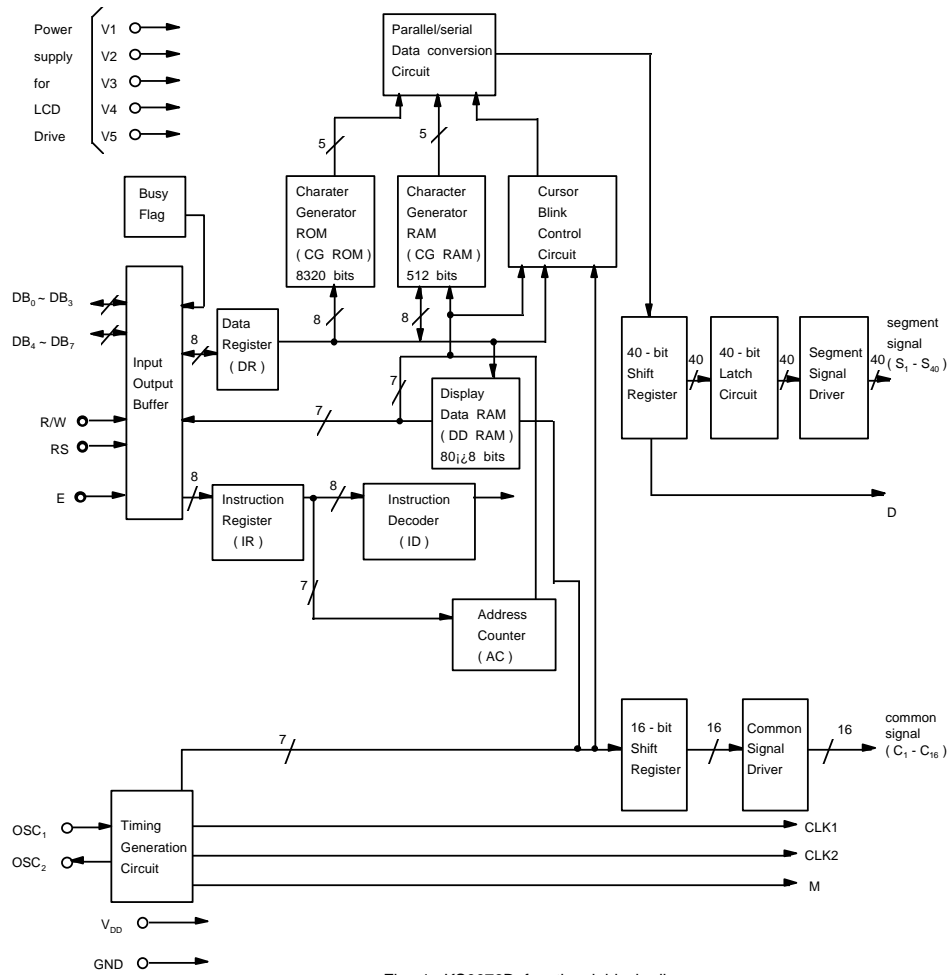 Power V1
supply V2
for V3
LCD V4
Drive V5
Parallel/serial
Data conversion
Circuit
5
5
Busy
Flag
Charater
Generator
ROM
( CG ROM)
8320 bits
Character
Generator
RAM
( CG RAM)
512 bits
Cursor
Blink
Control
Circuit
DB0 ~ DB3
DB4 ~ DB7
R/W
RS
E
Input
Output
Buffer
8
Data
Register
( DR )
8
8
7
7
Display
Data RAM
( DD RAM )
80¡¿8 bits
40 - bit
Shift
Register
40
40 - bit
Latch
Circuit
40
Segment
Signal
Driver
40
segment
signal
( S1 - S40 )
D
8
Instruction
Register
( IR )
8
Instruction
Decoder
( ID )
7
Address
Counter
( AC )
7
16 - bit
Shift
Register
16
Common
Signal
Driver
16
common
signal
( C1 - C16 )
OSC1
OSC2
Timing
Generation
Circuit
CLK1
CLK2
M
VDD
GND